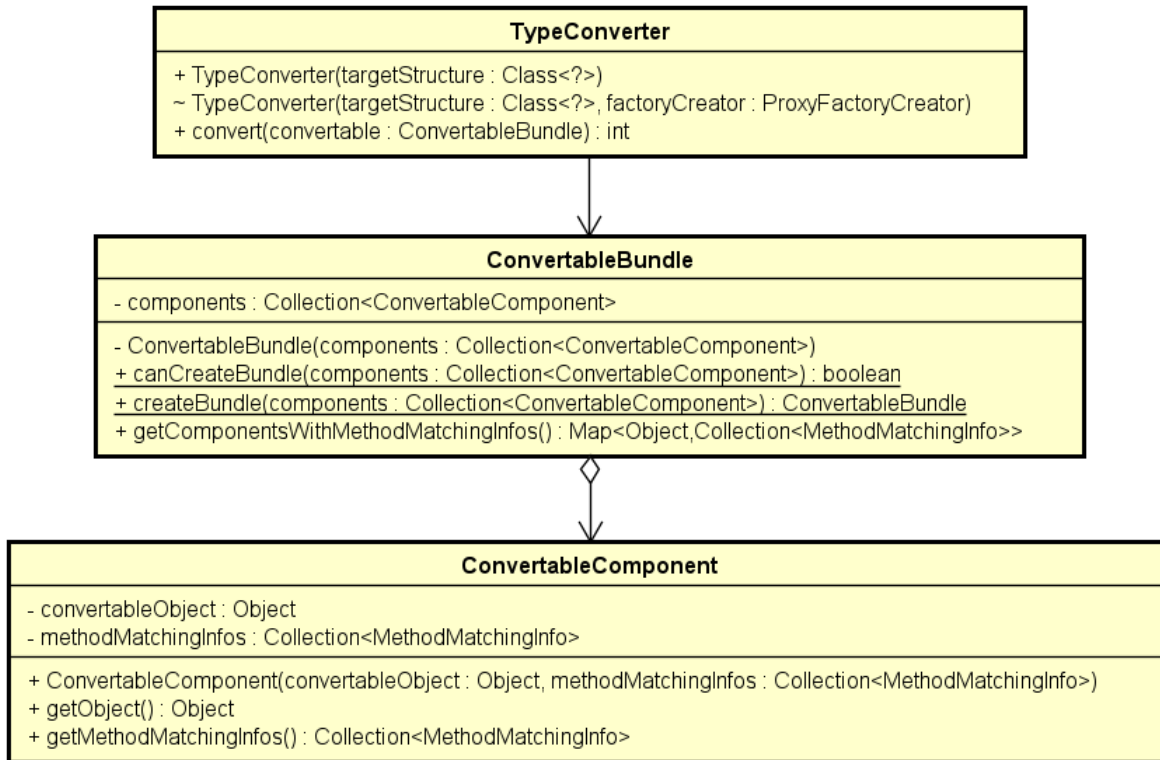 TypeConverter
+ TypeConverter(targetStructure : Class<?>)
~ TypeConverter(targetStructure : Class<?>, factoryCreator : ProxyFactoryCreator)
+ convert(convertable : ConvertableBundle) : int
ConvertableBundle
- components : Collection<ConvertableComponent>
- ConvertableBundle(components : Collection<ConvertableComponent>)
+ canCreateBundle(components : Collection<ConvertableComponent>) : boolean
+ createBundle(components : Collection<ConvertableComponent>) : ConvertableBundle
+ getComponentsWithMethodMatchingInfos() : Map<Object,Collection<MethodMatchingInfo>>
ConvertableComponent
- convertableObject : Object
- methodMatchingInfos : Collection<MethodMatchingInfo>
+ ConvertableComponent(convertableObject : Object, methodMatchingInfos : Collection<MethodMatchingInfo>)
+ getObject() : Object
+ getMethodMatchingInfos() : Collection<MethodMatchingInfo>